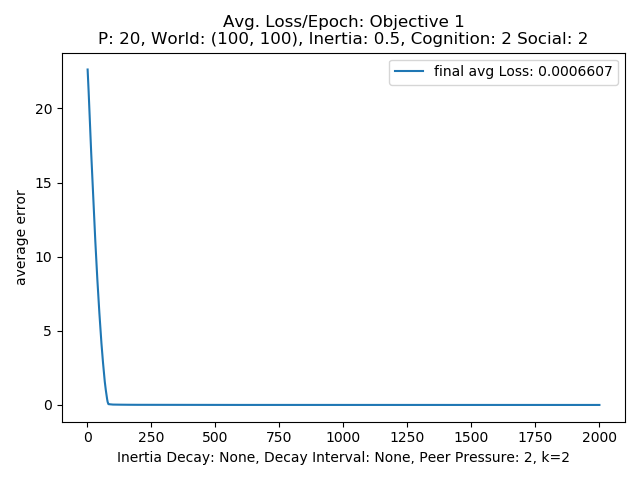 Avg. Loss/Epoch: Objective 1
P: 20, World: (100, 100), Inertia: 0.5, Cognition: 2 Social: 2
final avg Loss: 0.0006607
average error
20
15
10
5
0
0 250 500 750 1000 1250 1500 1750 2000
Inertia Decay: None, Decay Interval: None, Peer Pressure: 2, k=2